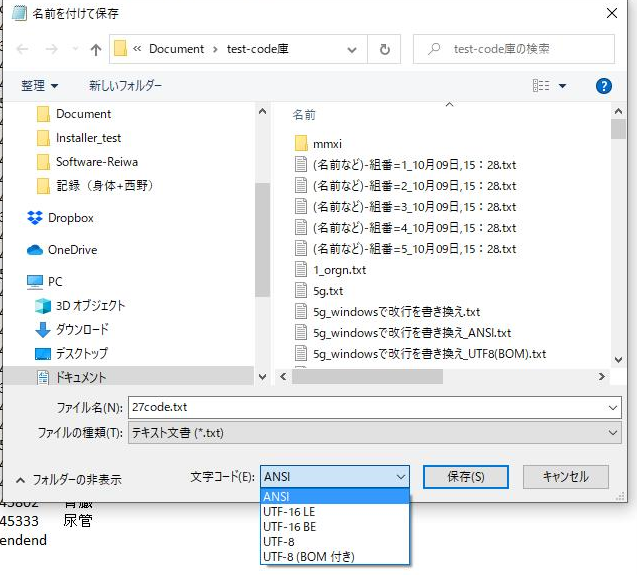 名前を付けて保存
« Document › test-code庫
test-code庫の検索
整理
新しいフォルダー
Document
Installer_test
Software-Reiwa
記録（身体+西野）
Dropbox
OneDrive
PC
3D オブジェクト
ダウンロード
デスクトップ
ドキュメント
名前
mmxi
(名前など)-組番=1_10月09日,15：28.txt
(名前など)-組番=2_10月09日,15：28.txt
(名前など)-組番=3_10月09日,15：28.txt
(名前など)-組番=4_10月09日,15：28.txt
(名前など)-組番=5_10月09日,15：28.txt
1_orgn.txt
5g.txt
5g_windowsで改行を書き換え.txt
5g_windowsで改行を書き換え_ANSI.txt
5g_windowsで改行を書き換え_UTF8(BOM).txt
ファイル名(N): 27code.txt
ファイルの種類(T): テキスト文書 (*.txt)
フォルダーの非表示
文字コード(E): ANSI
保存(S)
キャンセル
ANSI
UTF-16 LE
UTF-16 BE
UTF-8
UTF-8 (BOM 付き)
45333 尿管
endend